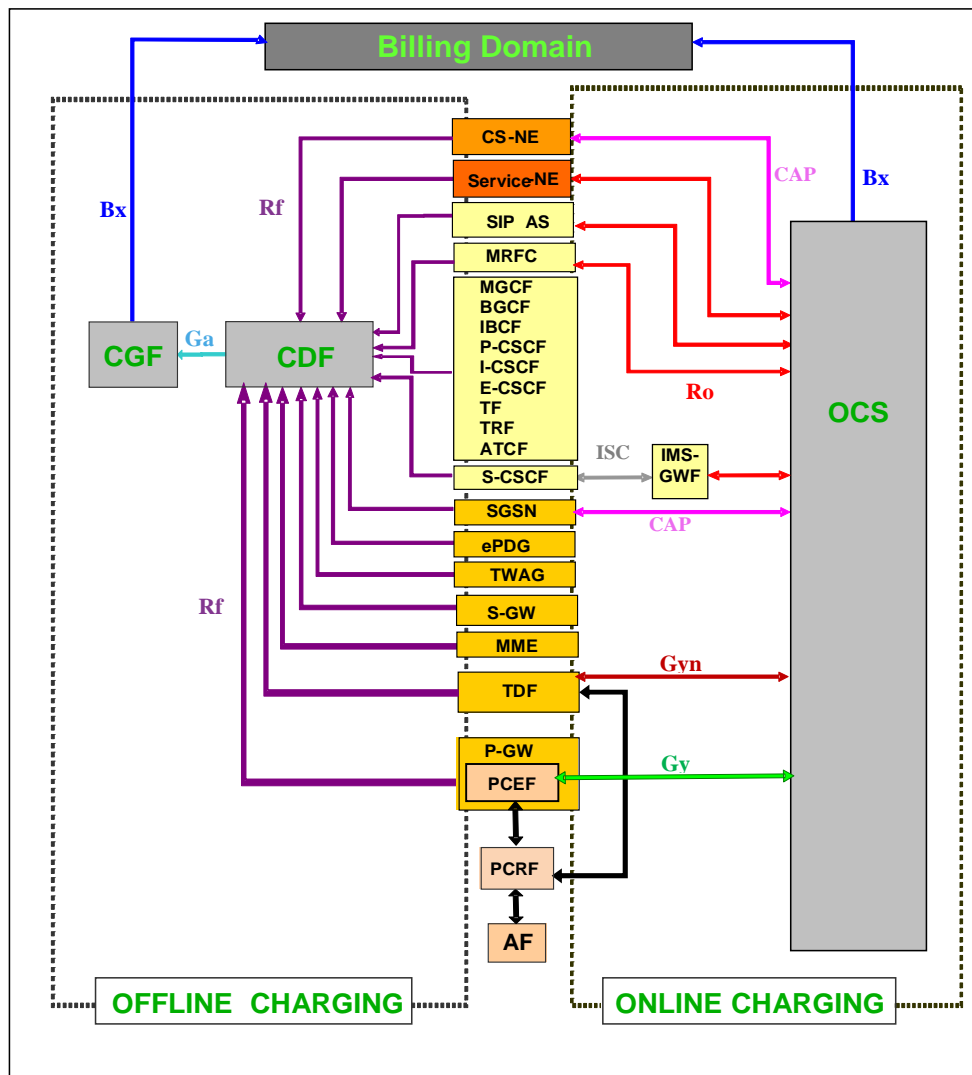 Billing Domain
CS-NE
CAP
Service-NE
Bx
Rf
Bx
SIP AS
MRFC
MGCF
BGCF
IBCF
P-CSCF
I-CSCF
E-CSCF
TF
TRF
ATCF
CGF
Ga
CDF
Ro
OCS
ISC
IMS-
GWF
S-CSCF
SGSN
CAP
ePDG
TWAG
Rf
S-GW
MME
Gyn
TDF
P-GW
PCEF
Gy
PCRF
AF
OFFLINE CHARGING
ONLINE CHARGING